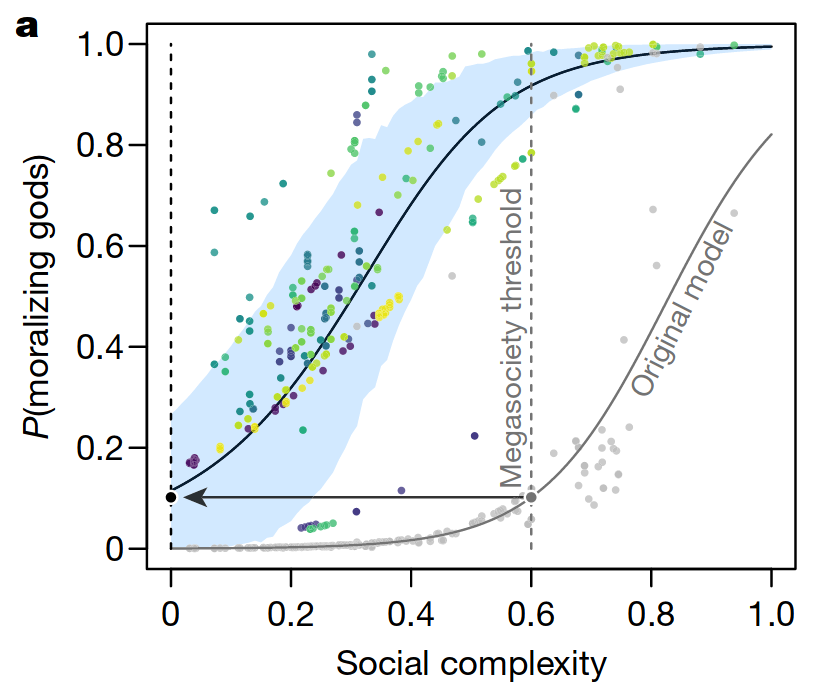 a
1.0
0.8
0.6
0.4
0.2
0
P(moralizing gods)
Megasociety threshold
Original model
0
0.2
0.4
0.6
0.8
1.0
Social complexity